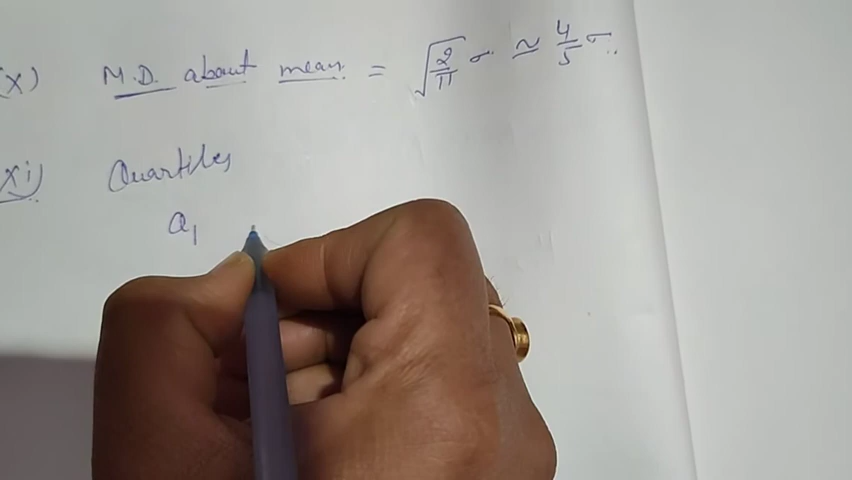 (x) M.D. about mean = √(2/π) σ ≃ 4/5 σ.
(xi) Quartiles
Q₁